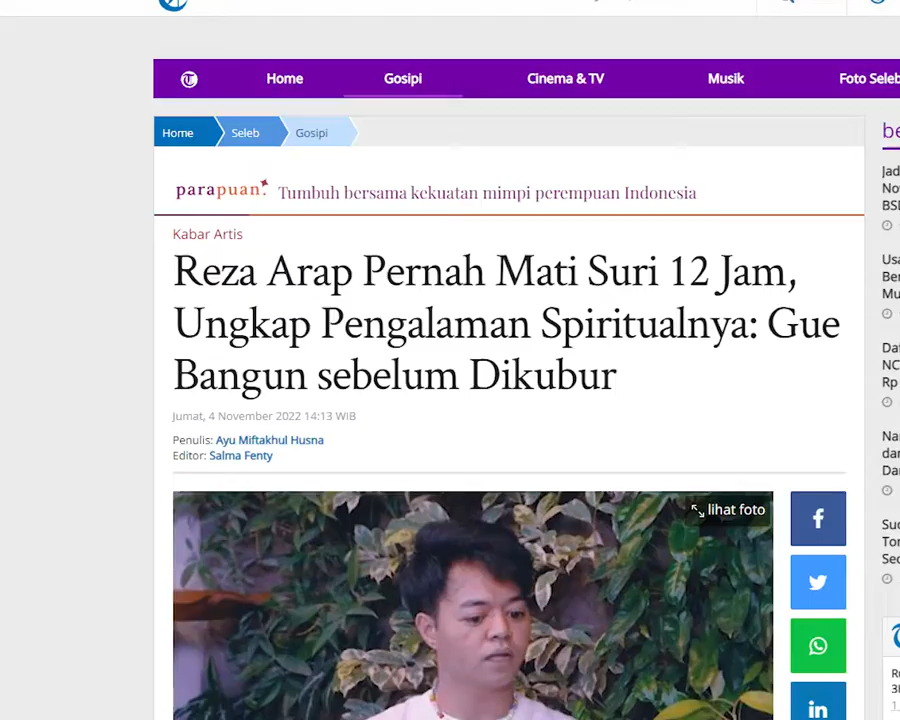 Home
Gosipi
Cinema & TV
Musik
Foto Seleb
Home
Seleb
Gosipi
parapuan.
Tumbuh bersama kekuatan mimpi perempuan Indonesia
Kabar Artis
Reza Arap Pernah Mati Suri 12 Jam,
Ungkap Pengalaman Spiritualnya: Gue
Bangun sebelum Dikubur
Jumat, 4 November 2022 14:13 WIB
Penulis: Ayu Miftakhul Husna
Editor: Salma Fenty
lihat foto